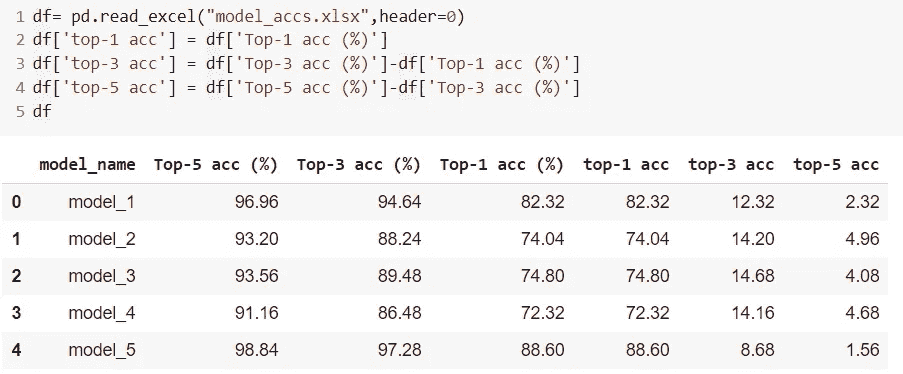 1 df= pd.read_excel("model_accs.xlsx",header=0)
2 df['top-1 acc'] = df['Top-1 acc (%)']
3 df['top-3 acc'] = df['Top-3 acc (%)']-df['Top-1 acc (%)']
4 df['top-5 acc'] = df['Top-5 acc (%)']-df['Top-3 acc (%)']
5 df
model_name Top-5 acc (%) Top-3 acc (%) Top-1 acc (%) top-1 acc top-3 acc top-5 acc
0 model_1 96.96 94.64 82.32 82.32 12.32 2.32
1 model_2 93.20 88.24 74.04 74.04 14.20 4.96
2 model_3 93.56 89.48 74.80 74.80 14.68 4.08
3 model_4 91.16 86.48 72.32 72.32 14.16 4.68
4 model_5 98.84 97.28 88.60 88.60 8.68 1.56